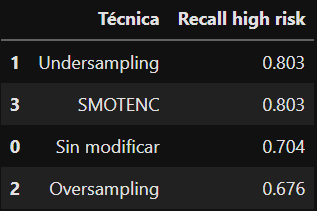 Técnica Recall high risk
1 Undersampling 0.803
3 SMOTENC 0.803
0 Sin modificar 0.704
2 Oversampling 0.676